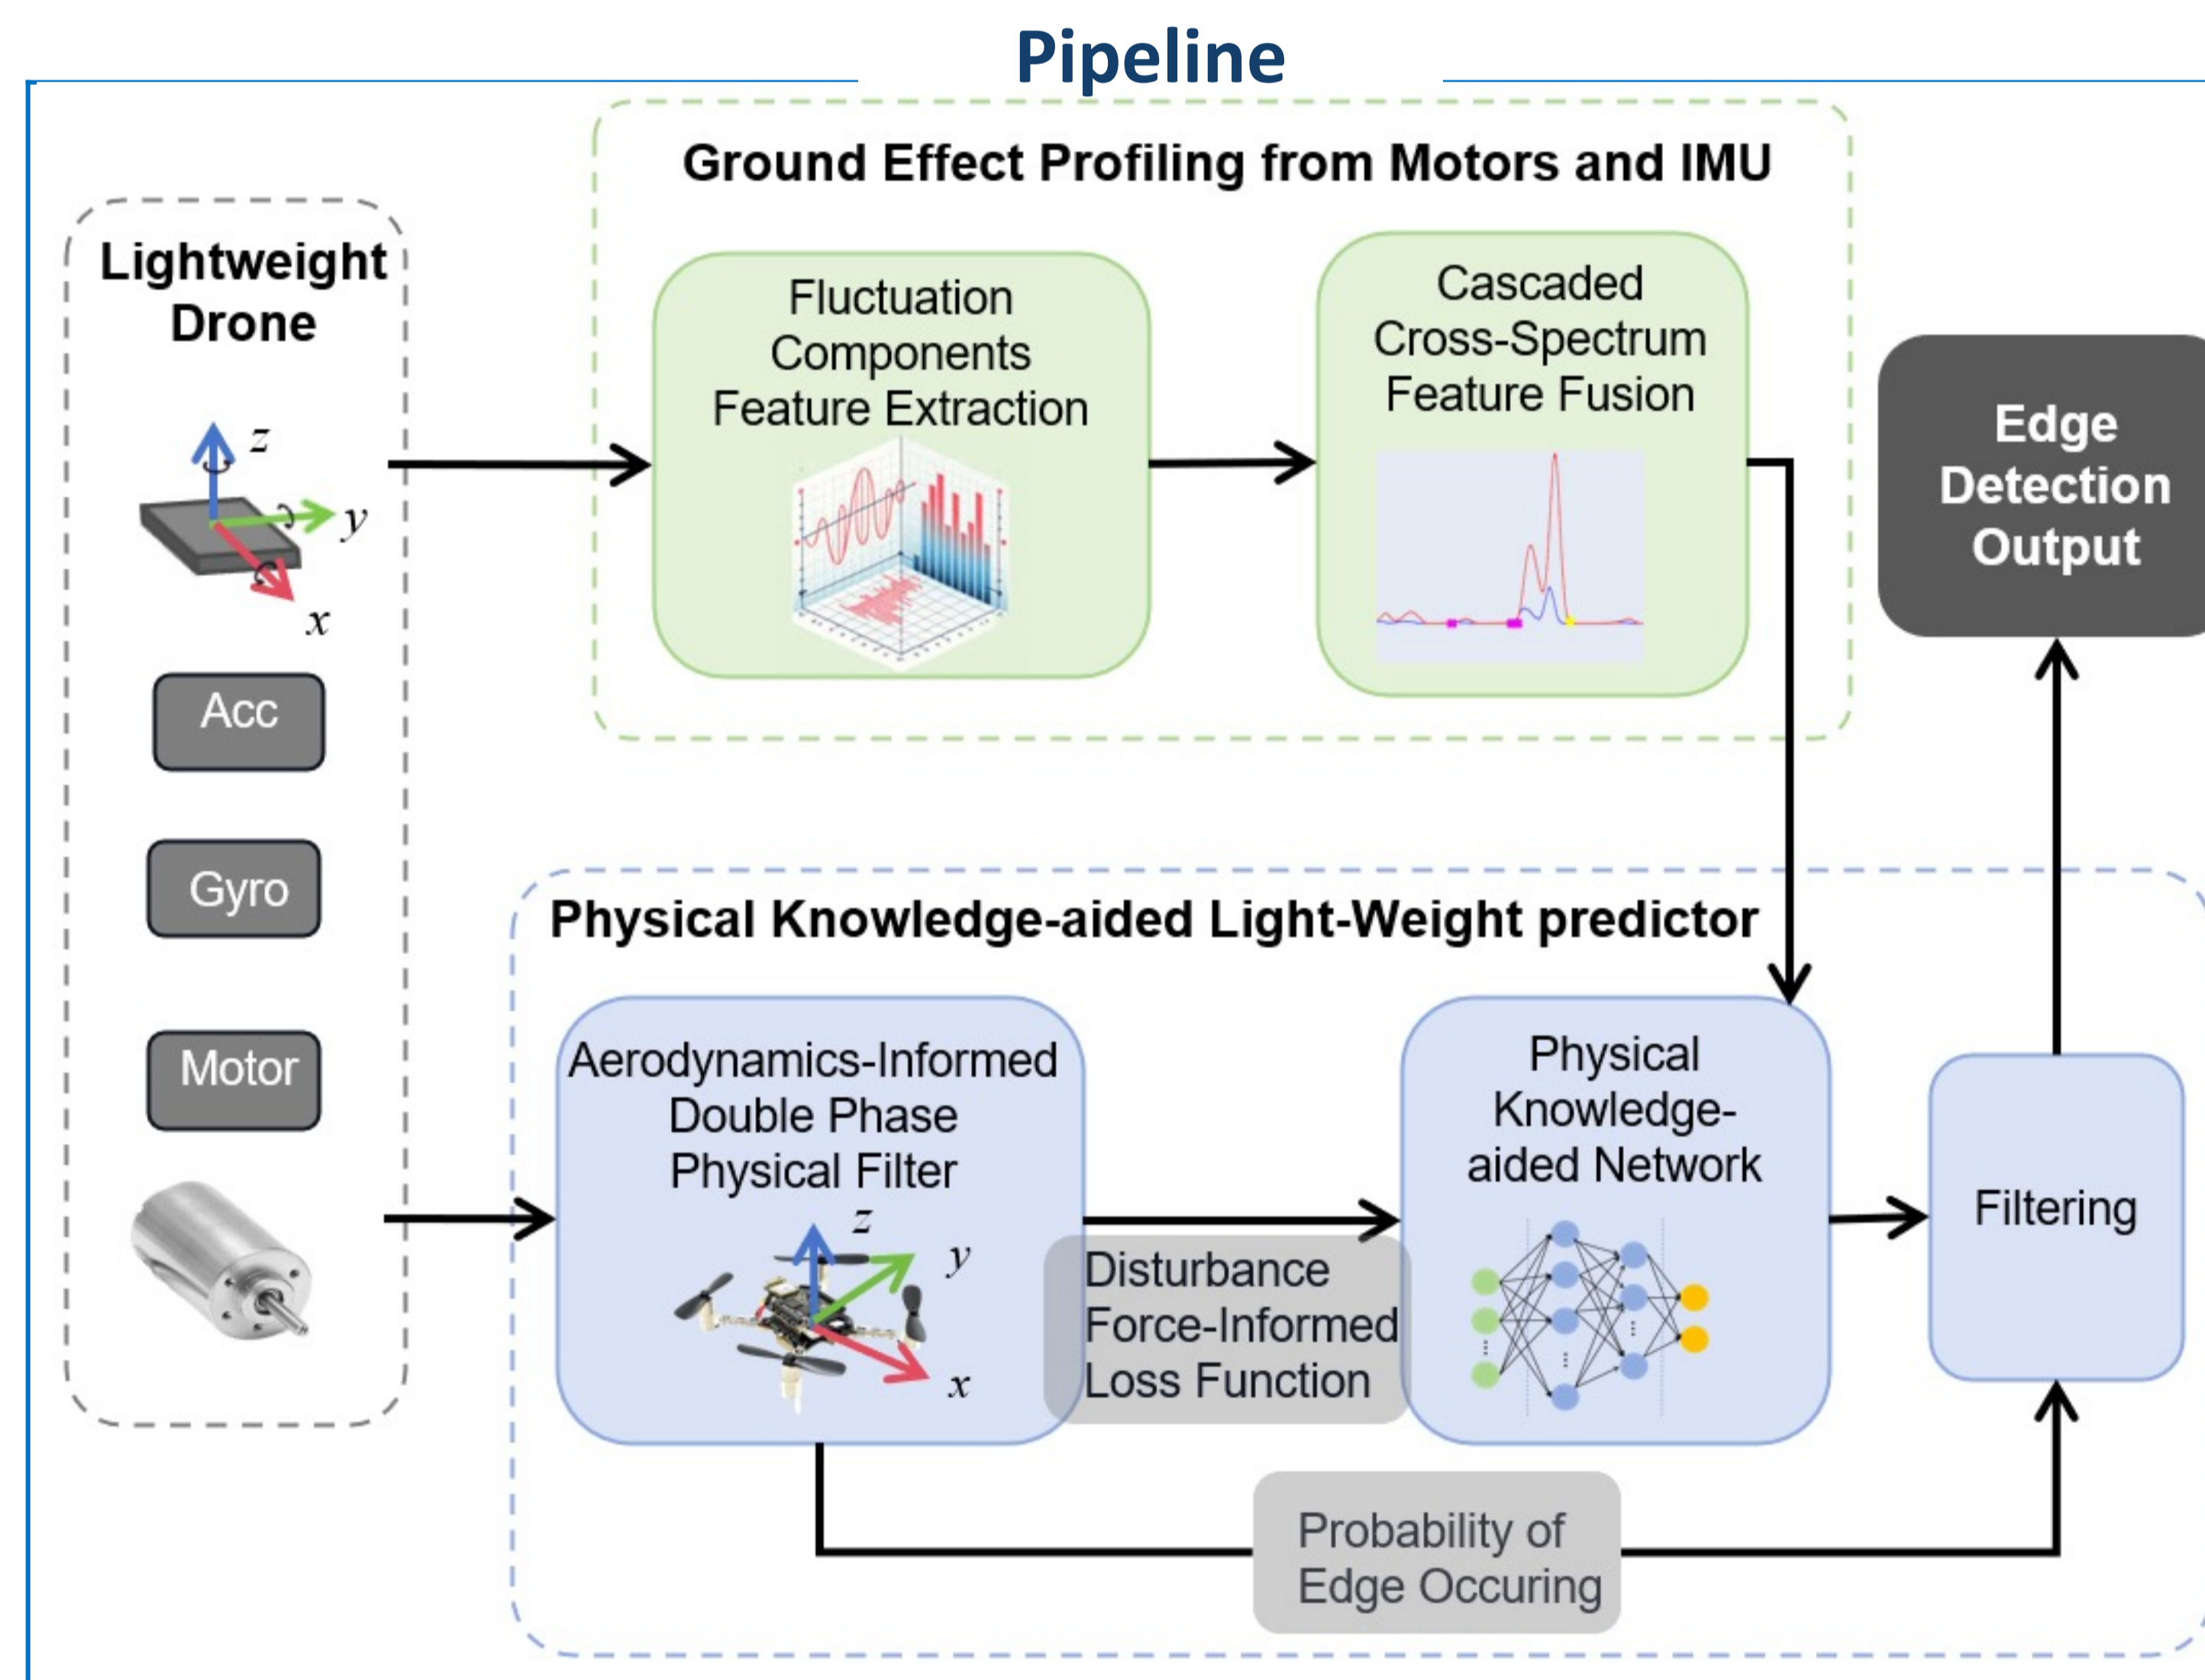 Pipeline
Ground Effect Profiling from Motors and IMU
Lightweight
Drone
z
y
x
Acc
Gyro
Motor
Fluctuation
Components
Feature Extraction
Cascaded
Cross-Spectrum
Feature Fusion
Edge
Detection
Output
Physical Knowledge-aided Light-Weight predictor
Aerodynamics-Informed
Double Phase
Physical Filter
z
y
x
Disturbance
Force-Informed
Loss Function
Physical
Knowledge-
aided Network
Filtering
Probability of
Edge Occuring